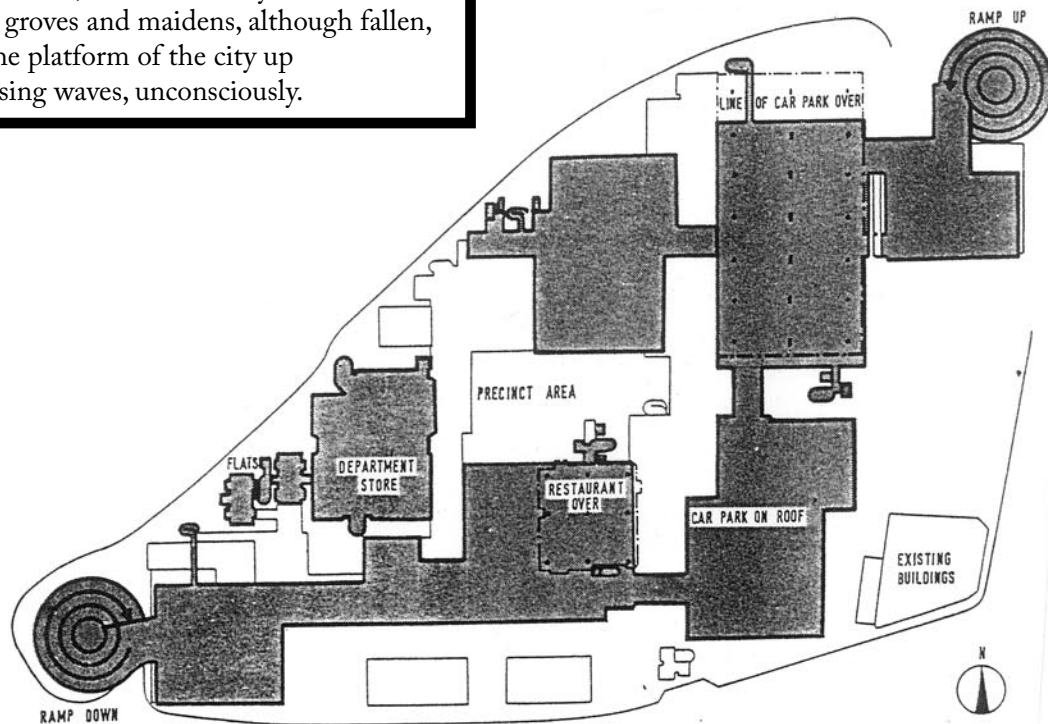 groves and maidens, although fallen,
ne platform of the city up
sing waves, unconsciously.
RAMP UP
LINE OF CAR PARK OVER
PRECINCT AREA
FLATS
DEPARTMENT
STORE
RESTAURANT
OVER
CAR PARK ON ROOF
EXISTING
BUILDINGS
N
RAMP DOWN